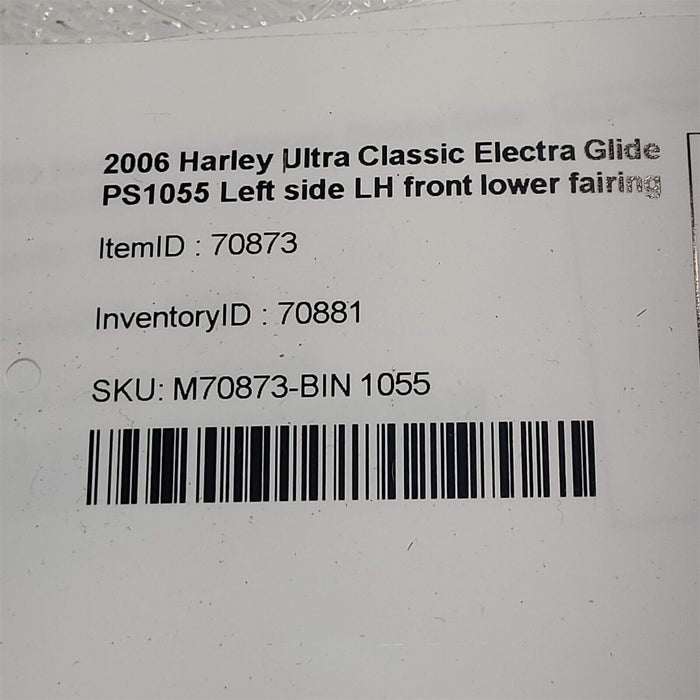 2006 Harley Ultra Classic Electra Glide
PS1055 Left side LH front lower fairing
ItemID : 70873
InventoryID : 70881
SKU: M70873-BIN 1055